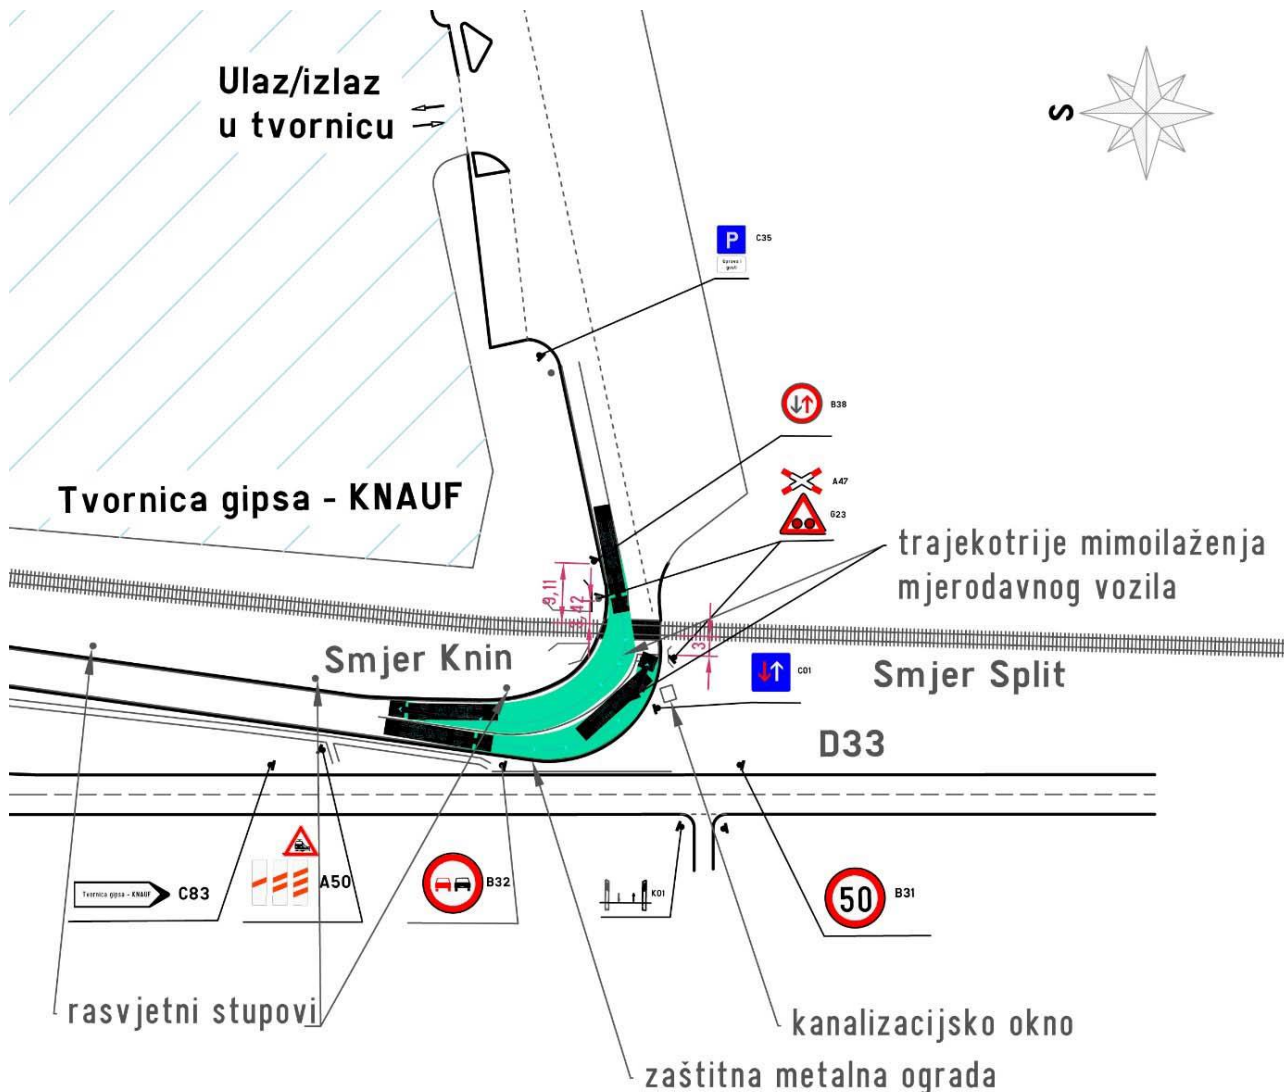 Ulaz/izlaz
u tvornicu
S
P
C35
Uprava i
gosti
B38
A47
G23
Tvornica gipsa - KNAUF
trajekotrije mimoilaženja
mjerodavnog vozila
9,11
Smjer Knin
C01
Smjer Split
D33
Tvornica gipsa - KNAUF
C83
A50
B32
K01
50
B31
rasvjetni stupovi
kanalizacijsko okno
zaštitna metalna ograda